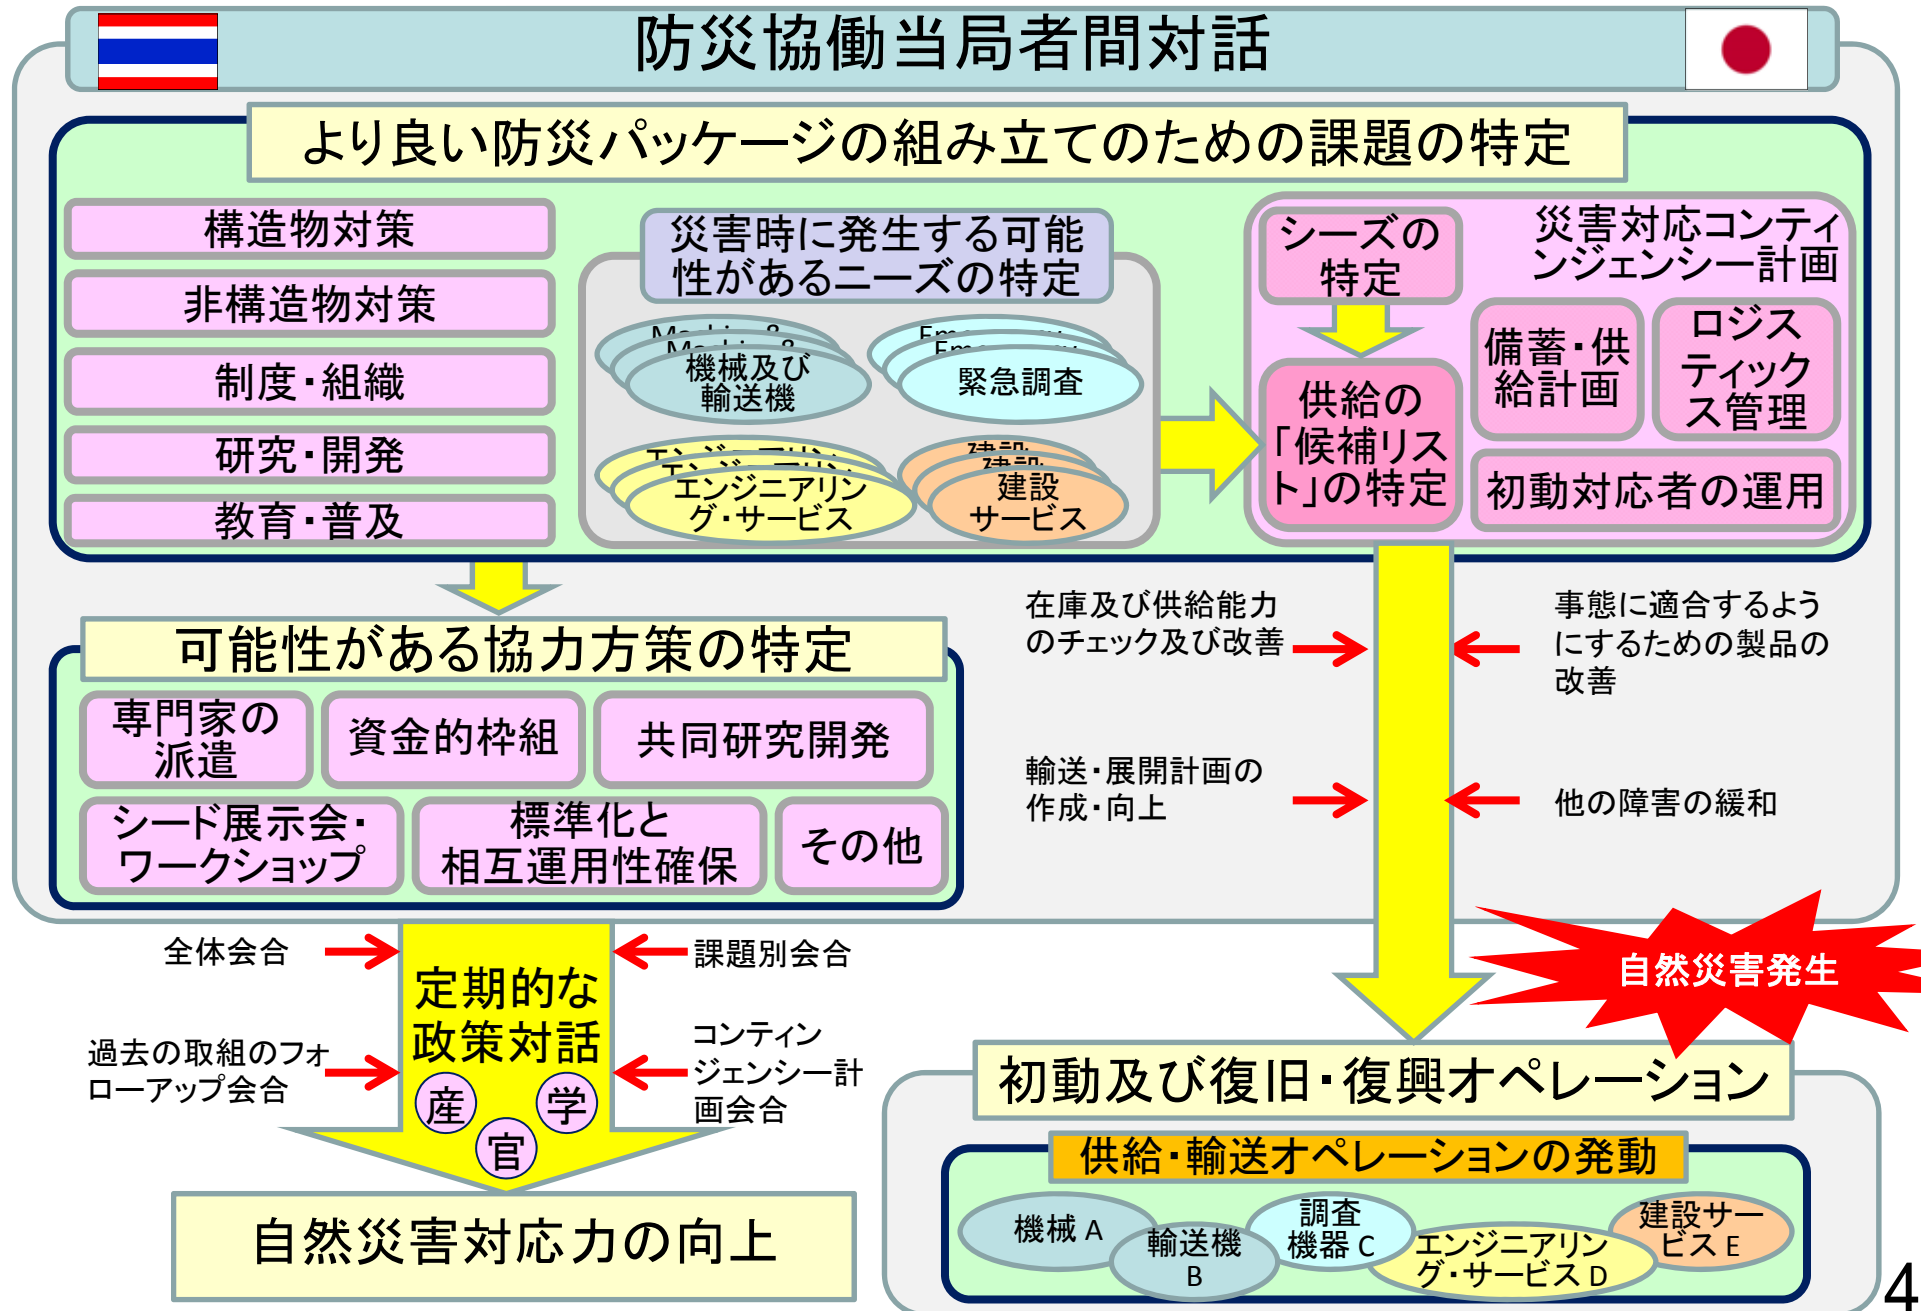 防災協働当局者間対話
より良い防災パッケージの組み立てのための課題の特定
構造物対策
非構造物対策
制度・組織
研究・開発
教育・普及
災害時に発生する可能
性があるニーズの特定
機械及び
輸送機
緊急調査
エンジニアリン
グ・サービス
建設
建設
建設
サービス
シーズの
特定
供給の
「候補リス
ト」の特定
災害対応コンティ
ンジェンシー計画
備蓄・供
給計画
ロジス
ティック
ス管理
初動対応者の運用
可能性がある協力方策の特定
専門家の
派遣
資金的枠組
共同研究開発
シード展示会・
ワークショップ
標準化と
相互運用性確保
その他
在庫及び供給能力
のチェック及び改善
事態に適合するよう
にするための製品の
改善
輸送・展開計画の
作成・向上
他の障害の緩和
自然災害発生
全体会合
課題別会合
過去の取組のフォ
ローアップ会合
コンティン
ジェンシー計
画会合
定期的な
政策対話
産
学
官
自然災害対応力の向上
初動及び復旧・復興オペレーション
供給・輸送オペレーションの発動
機械 A
輸送機
B
調査
機器 C
エンジニアリン
グ・サービス D
建設サー
ビス E
4